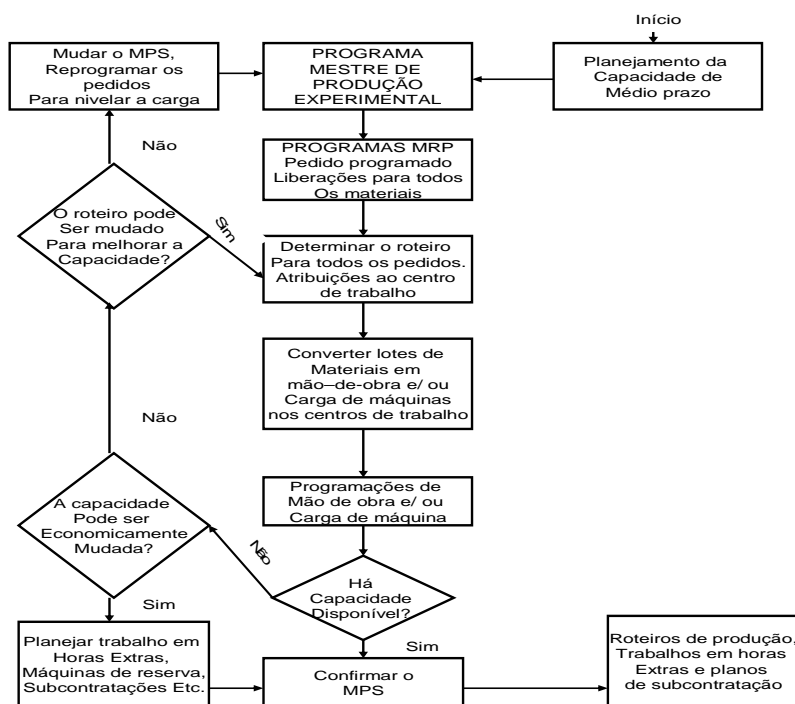 Início
Mudar o MPS,
Reprogramar os
pedidos
Para nivelar a carga
PROGRAMA
MESTRE DE
PRODUÇÃO
EXPERIMENTAL
Planejamento da
Capacidade de
Médio prazo
Não
PROGRAMAS MRP
Pedido programado
Liberações para todos
Os materiais
O roteiro pode
Ser mudado
Para melhorar a
Capacidade?
Sim
Determinar o roteiro
Para todos os pedidos.
Atribuições ao centro
de trabalho
Converter lotes de
Materiais em
mão–de-obra e/ ou
Carga de máquinas
nos centros de trabalho
Não
Programações de
Mão de obra e/ ou
Carga de máquina
A capacidade
Pode ser
Economicamente
Mudada?
Não
Há
Capacidade
Disponível?
Sim
Sim
Planejar trabalho em
Horas Extras,
Máquinas de reserva,
Subcontratações Etc.
Confirmar o
MPS
Roteiros de produção,
Trabalhos em horas
Extras e planos
de subcontratação